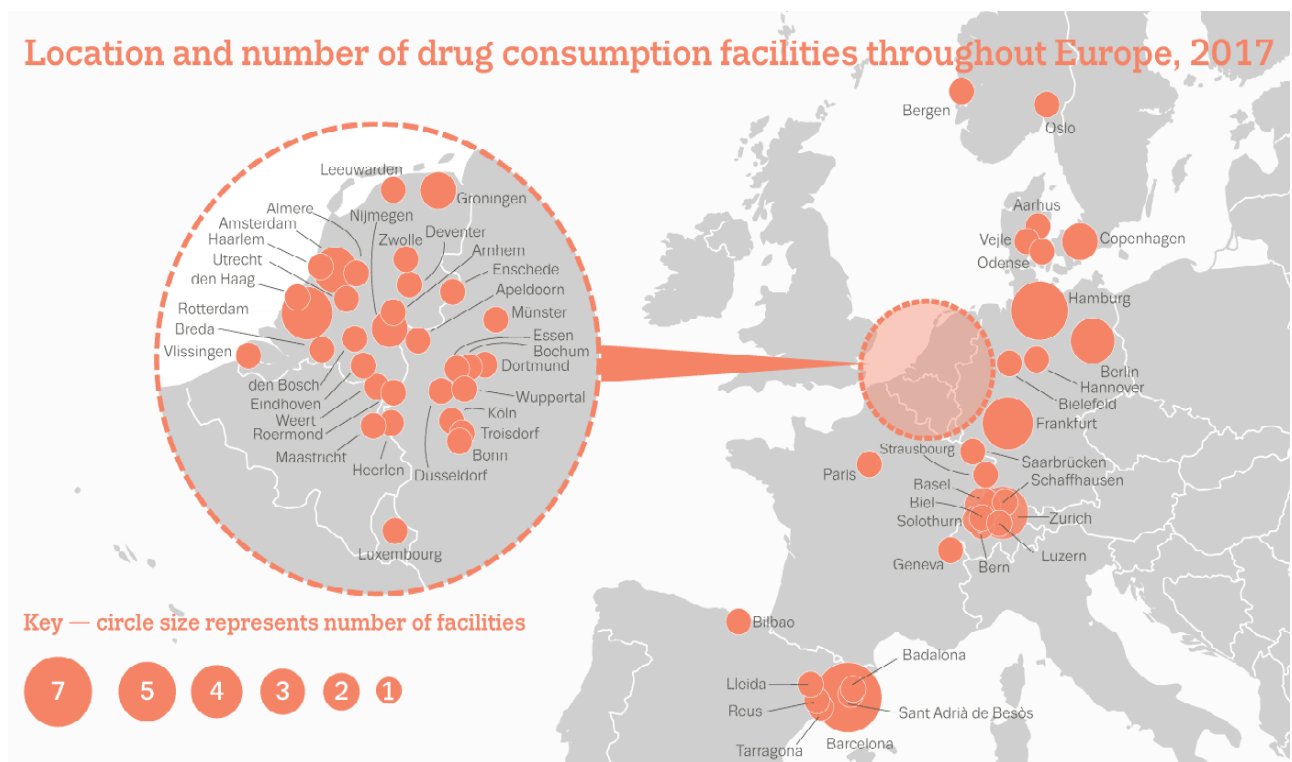 Location and number of drug consumption facilities throughout Europe, 2017
Bergen
Oslo
Aarhus
Vejle
Odense
Copenhagen
Hamburg
Berlin
Hannover
Bielefeld
Frankfurt
Strausbourg
Saarbrücken
Schaffhausen
Paris
Basel
Biel
Solothurn
Zurich
Geneva
Bern
Luzern
Bilbao
Badalona
Lleida
Reus
Sant Adrià de Besòs
Tarragona
Barcelona
Leeuwarden
Groningen
Almere
Nijmegen
Amsterdam
Zwolle
Deventer
Haarlem
Arnhem
Utrecht
Enschede
den Haag
Apeldoorn
Rotterdam
Münster
Breda
Essen
Vlissingen
Bochum
Dortmund
den Bosch
Wuppertal
Eindhoven
Köln
Weert
Troisdorf
Roermond
Bonn
Maastricht
Heerlen
Düsseldorf
Luxembourg
Key — circle size represents number of facilities
7 5 4 3 2 1